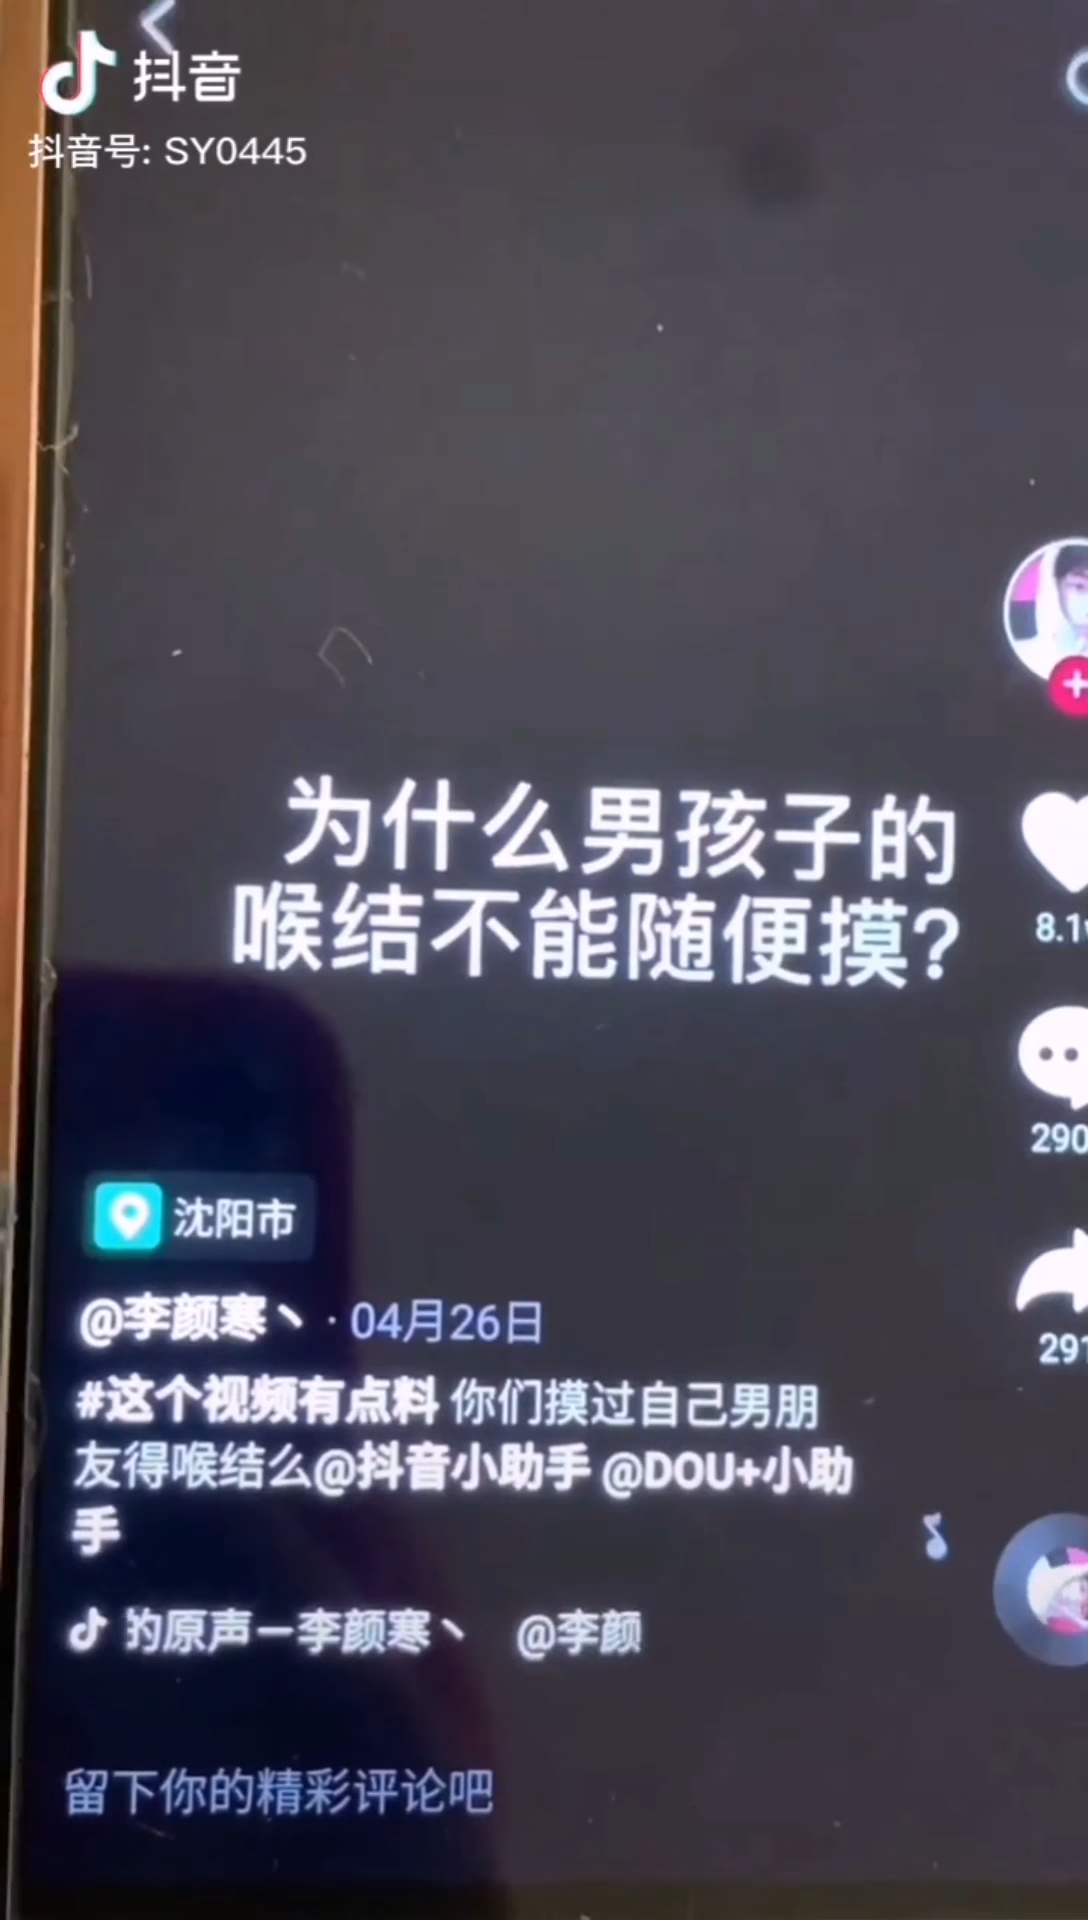 抖音
抖音号: SY0445
为什么男孩子的
喉结不能随便摸?
8.1
290
沈阳市
@李颜寒丶 · 04月26日
291
#这个视频有点料 你们摸过自己男朋
友得喉结么@抖音小助手 @DOU+小助
手
的原声一李颜寒丶 @李颜
留下你的精彩评论吧